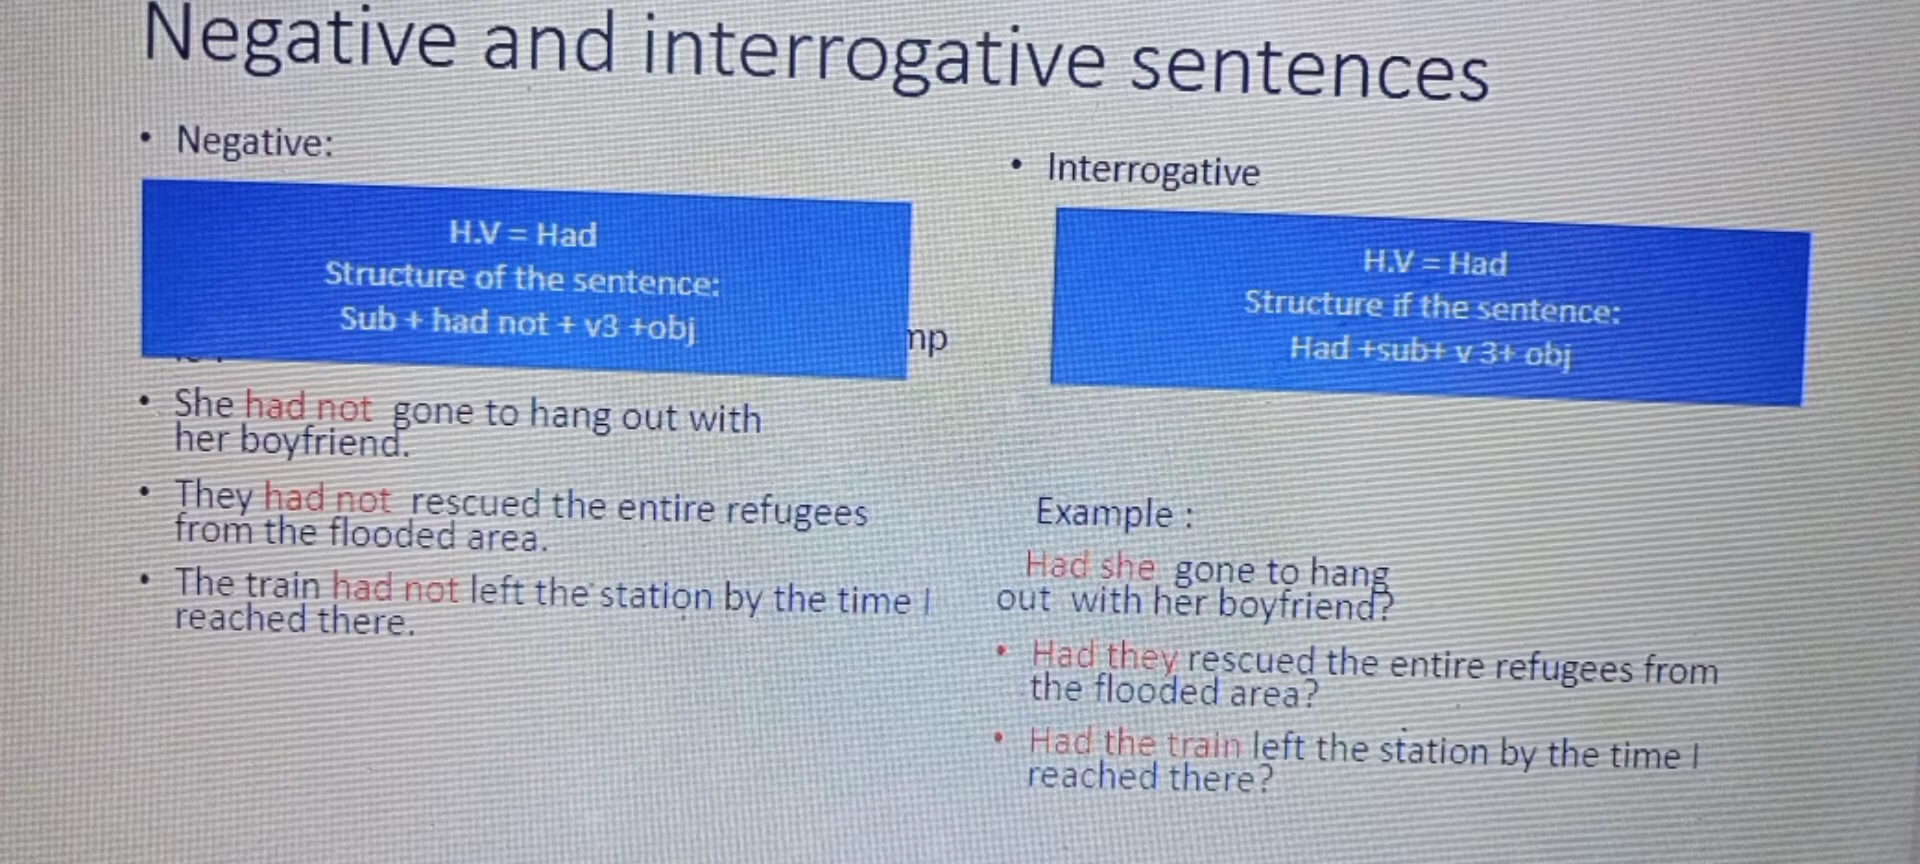 Negative and interrogative sentences
• Negative:
H.V = Had
Structure of the sentence:
Sub + had not + v3 +obj
• She had not gone to hang out with
her boyfriend.
• They had not rescued the entire refugees
from the flooded area.
• The train had not left the station by the time I
reached there.
• Interrogative
H.V = Had
Structure if the sentence:
Had +sub+ v 3+ obj
Example :
Had she gone to hang
out with her boyfriend?
• Had they rescued the entire refugees from
the flooded area?
• Had the train left the station by the time I
reached there?